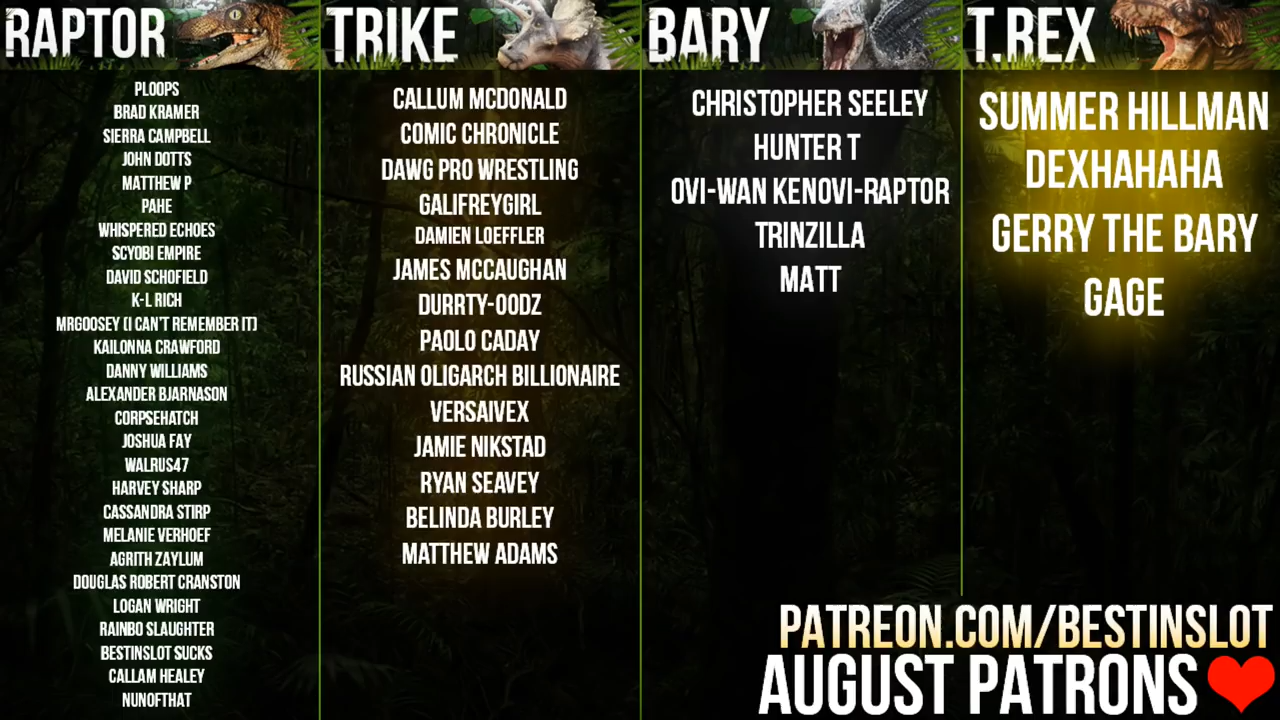 RAPTOR
PLOOPS
BRAD KRAMER
SIERRA CAMPBELL
JOHN DOTTS
MATTHEW P
PAHE
WHISPERED ECHOES
SCYOBI EMPIRE
DAVID SCHOFIELD
K-L RICH
MRGOOSEY (I CAN'T REMEMBER IT)
KAILONNA CRAWFORD
DANNY WILLIAMS
ALEXANDER BJARNASON
CORPSEHATCH
JOSHUA FAY
WALRUS47
HARVEY SHARP
CASSANDRA STIRP
MELANIE VERHOEF
AGRITH ZAYLUM
DOUGLAS ROBERT CRANSTON
LOGAN WRIGHT
RAINBO SLAUGHTER
BESTINSLOT SUCKS
CALLAM HEALEY
NUNOFTHAT
TRIKE
CALLUM MCDONALD
COMIC CHRONICLE
DAWG PRO WRESTLING
GALIFREYGIRL
DAMIEN LOEFFLER
JAMES MCCAUGHAN
DURRTY-OODZ
PAOLO CADAY
RUSSIAN OLIGARCH BILLIONAIRE
VERSAIVEX
JAMIE NIKSTAD
RYAN SEAVEY
BELINDA BURLEY
MATTHEW ADAMS
BARY
CHRISTOPHER SEELEY
HUNTER T
OVI-WAN KENOVI-RAPTOR
TRINZILLA
MATT
T.REX
SUMMER HILLMAN
DEXHAHAHA
GERRY THE BARY
GAGE
PATREON.COM/BESTINSLOT
AUGUST PATRONS